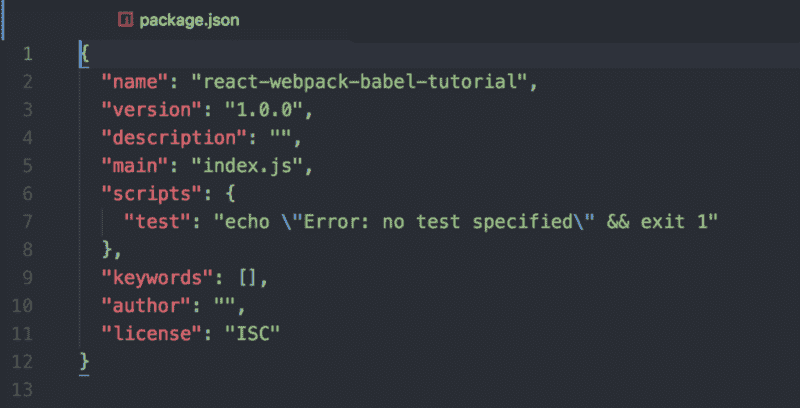 package.json
1 {
2 "name": "react-webpack-babel-tutorial",
3 "version": "1.0.0",
4 "description": "",
5 "main": "index.js",
6 "scripts": {
7 "test": "echo \"Error: no test specified\" && exit 1"
8 },
9 "keywords": [],
10 "author": "",
11 "license": "ISC"
12 }
13